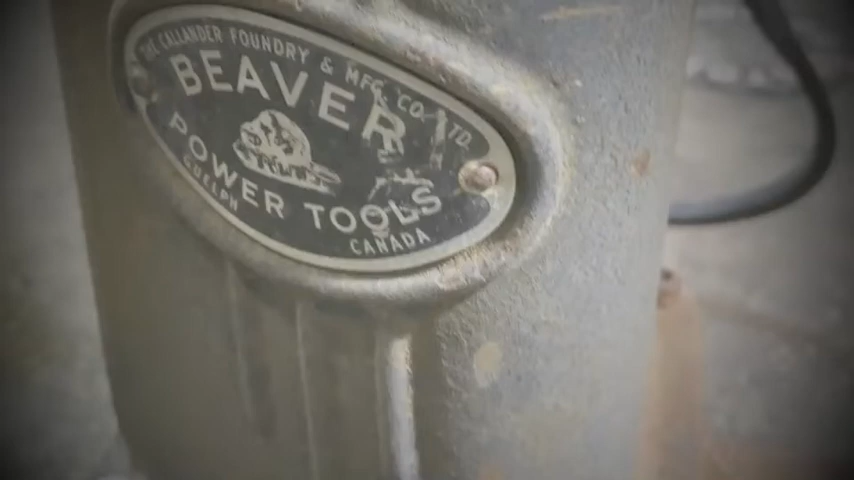 THE CALLANDER FOUNDRY & MFG. CO. LTD.
BEAVER
POWER TOOLS
GUELPH CANADA